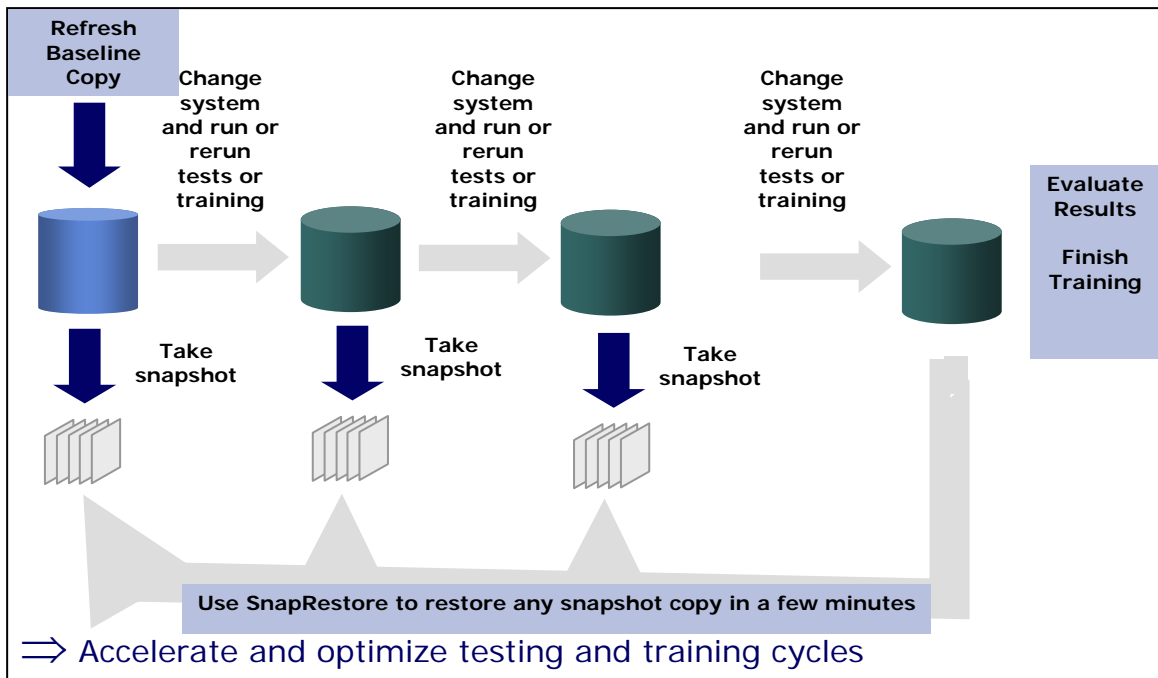 Refresh
Baseline
Copy
Change
system
and run or
rerun
tests or
training
Change
system
and run or
rerun
tests or
training
Change
system
and run or
rerun
tests or
training
Evaluate
Results
Finish
Training
Take
snapshot
Take
snapshot
Take
snapshot
Use SnapRestore to restore any snapshot copy in a few minutes
⇒ Accelerate and optimize testing and training cycles